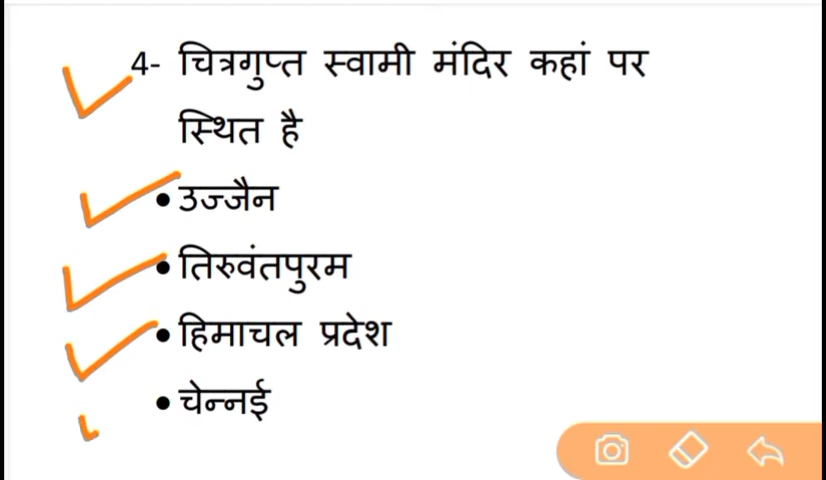 4- चित्रगुप्त स्वामी मंदिर कहां पर
स्थित है
• उज्जैन
• तिरुवंतपुरम
• हिमाचल प्रदेश
• चेन्नई